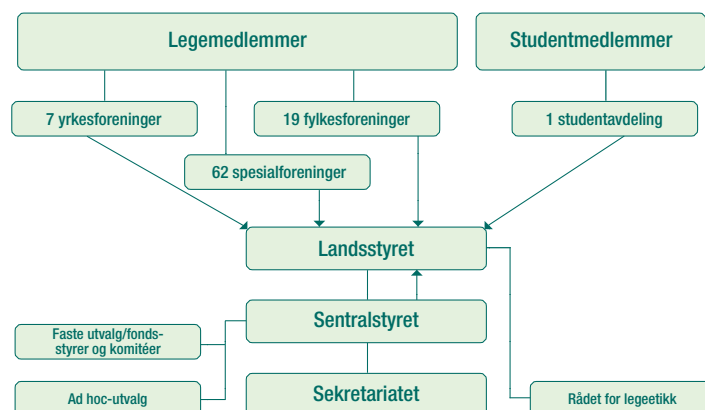 Legemedlemmer
Studentmedlemmer
7 yrkesforeninger
19 fylkesforeninger
1 studentavdeling
62 spesialforeninger
Landsstyret
Sentralstyret
Faste utvalg/fonds-
styrer og komitéer
Sekretariatet
Ad hoc-utvalg
Rådet for legeetikk